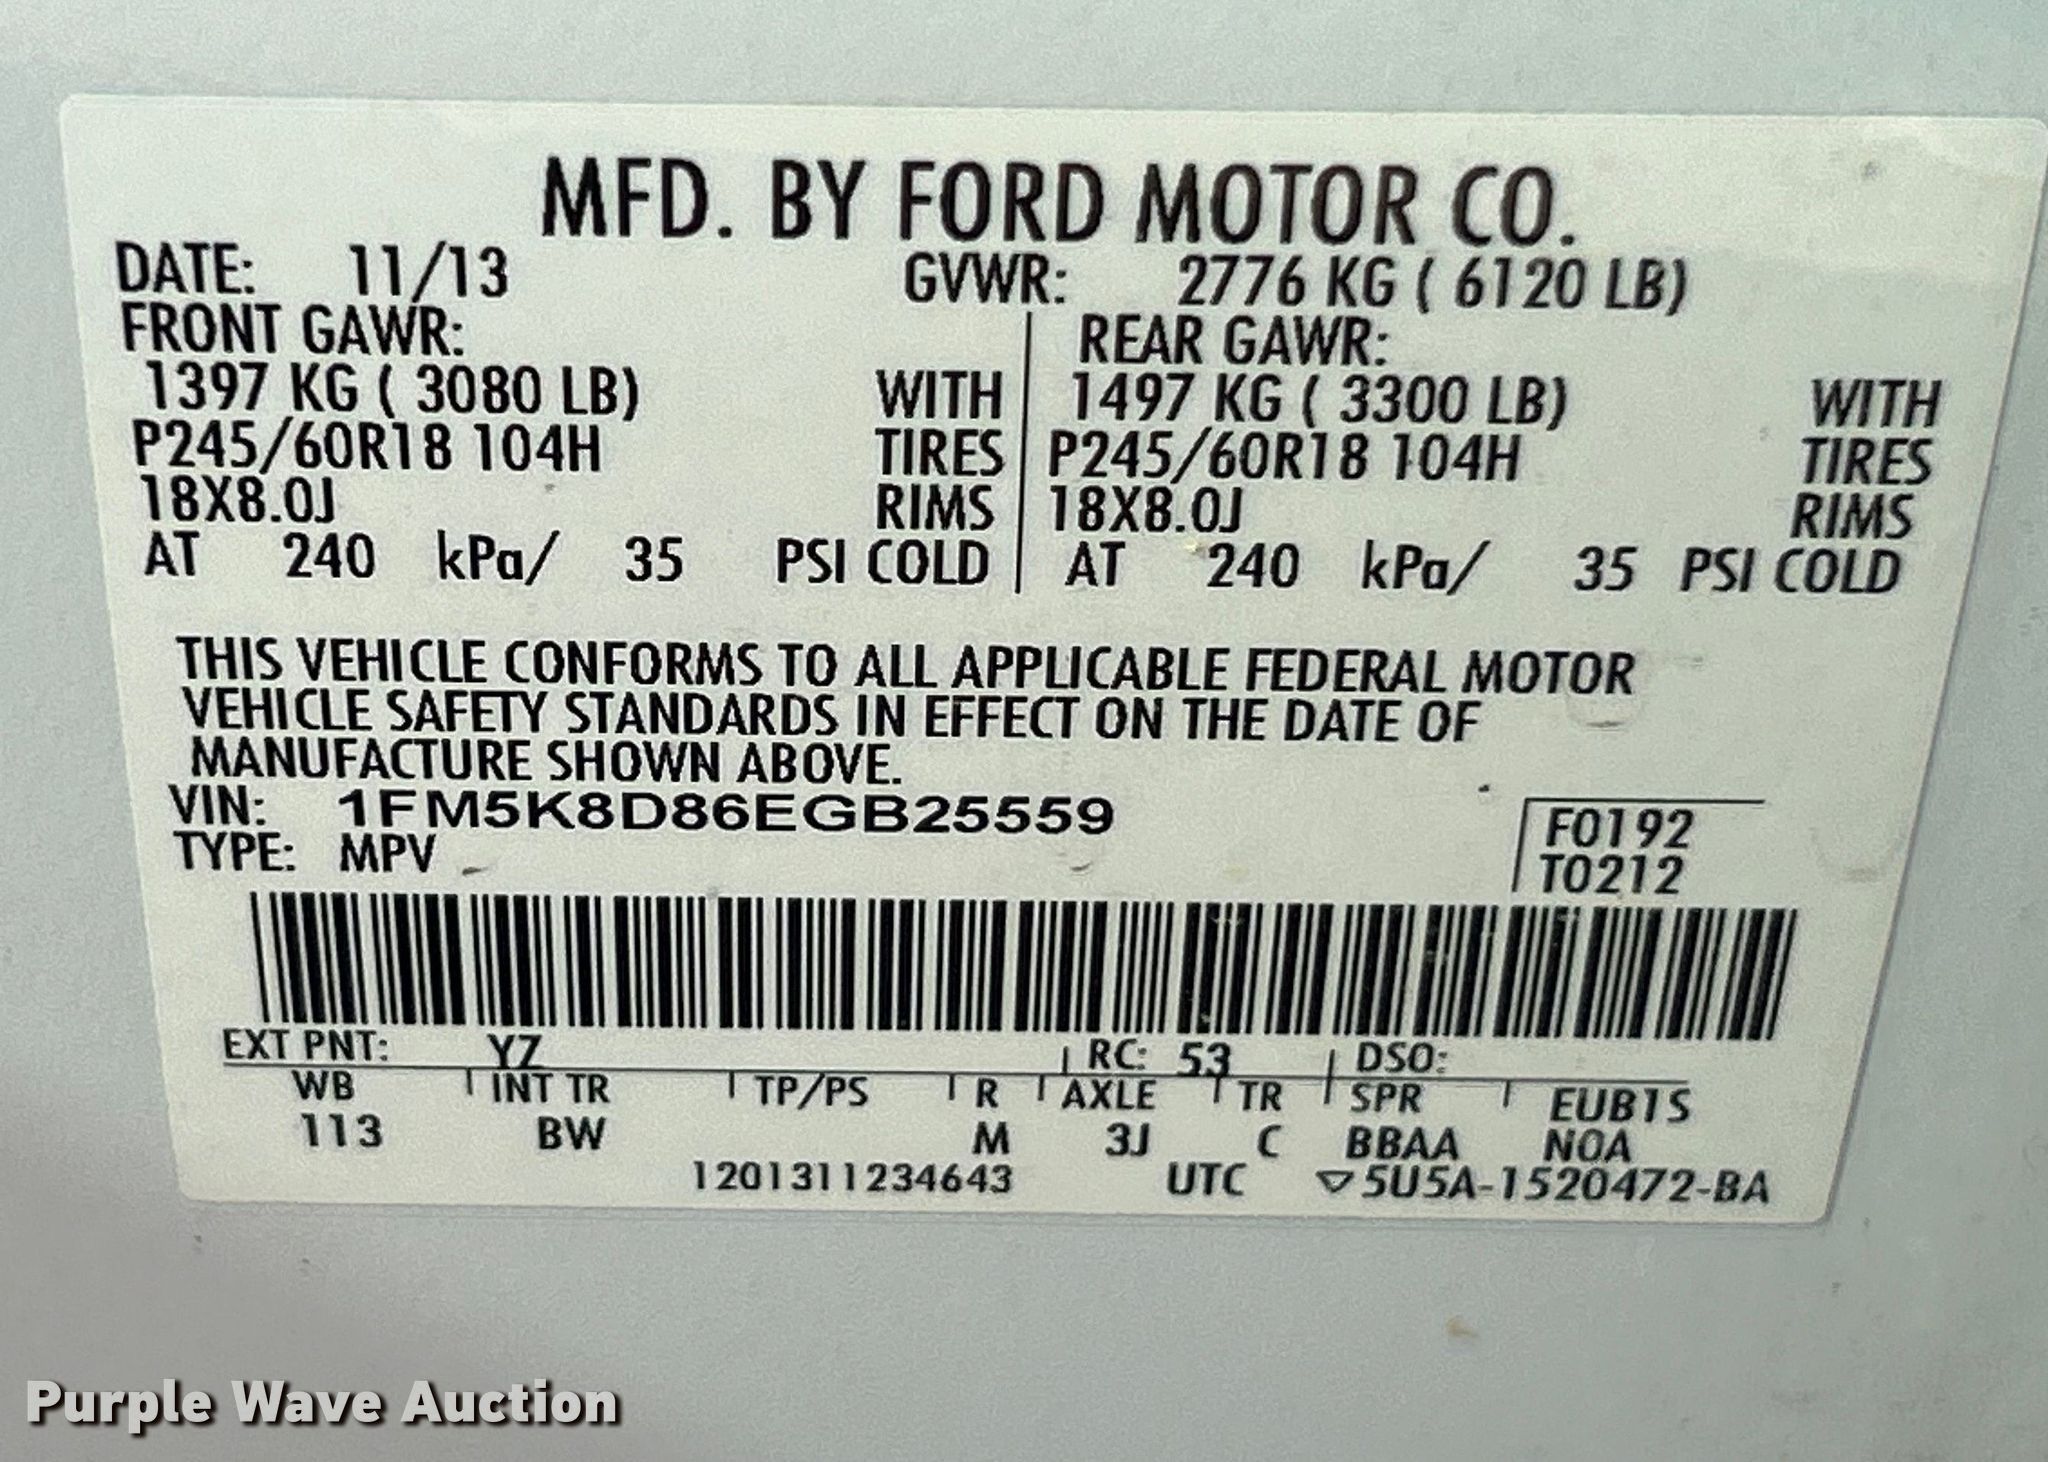 MFD. BY FORD MOTOR CO.
DATE: 11/13 GVWR: 2776 KG ( 6120 LB)
FRONT GAWR: REAR GAWR:
1397 KG ( 3080 LB) WITH 1497 KG ( 3300 LB) WITH
P245/60R18 104H TIRES P245/60R18 104H TIRES
18X8.0J RIMS 18X8.0J RIMS
AT 240 kPa/ 35 PSI COLD AT 240 kPa/ 35 PSI COLD
THIS VEHICLE CONFORMS TO ALL APPLICABLE FEDERAL MOTOR
VEHICLE SAFETY STANDARDS IN EFFECT ON THE DATE OF
MANUFACTURE SHOWN ABOVE.
VIN: 1FM5K8D86EGB25559
TYPE: MPV
F0192
T0212
EXT PNT: YZ RC: 53 DSO:
WB INT TR TP/PS R AXLE TR SPR EUB1S
113 BW M 3J C BBAA NOA
1201311234643 UTC ▽5U5A-1520472-BA
Purple Wave Auction